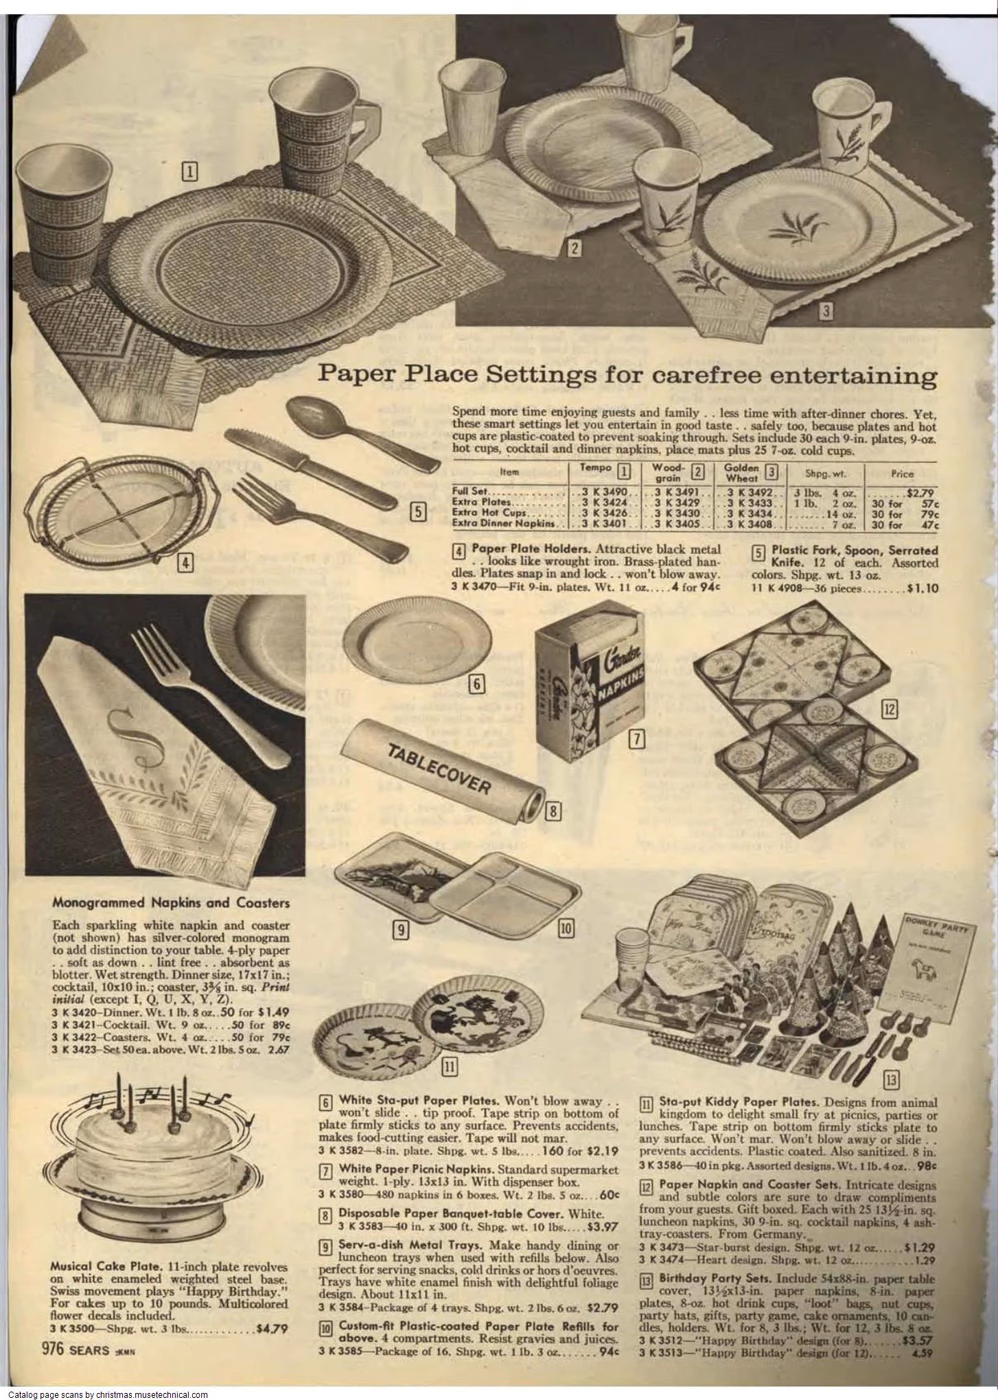 1
2
3
Paper Place Settings for carefree entertaining
Spend more time enjoying guests and family . . less time with after-dinner chores. Yet,
these smart settings let you entertain in good taste . . safely too, because plates and hot
cups are plastic-coated to prevent soaking through. Sets include 30 each 9-in. plates, 9-oz.
hot cups, cocktail and dinner napkins, place mats plus 25 7-oz. cold cups.
Item Tempo 1 Wood-grain 2 Golden Wheat 3 Shpg. wt. Price
Full Set 3 K 3490 3 K 3491 3 K 3492 3 lbs. 4 oz. $2.79
Extra Plates 3 K 3424 3 K 3429 3 K 3433 1 lb. 2 oz. 30 for 57c
Extra Hot Cups 3 K 3426 3 K 3430 3 K 3434 14 oz. 30 for 79c
Extra Dinner Napkins 3 K 3401 3 K 3405 3 K 3408 7 oz. 30 for 47c
4
5
4 Paper Plate Holders. Attractive black metal
. . looks like wrought iron. Brass-plated han-
dles. Plates snap in and lock . . won't blow away.
3 K 3470—Fit 9-in. plates. Wt. 11 oz.....4 for 94c
5 Plastic Fork, Spoon, Serrated
Knife. 12 of each. Assorted
colors. Shpg. wt. 13 oz.
11 K 4908—36 pieces........$1.10
S
6
Garden
NAPKINS
7
TABLECOVER
8
12
9
10
11
DONKEY PARTY
GAME
13
Monogrammed Napkins and Coasters
Each sparkling white napkin and coaster
(not shown) has silver-colored monogram
to add distinction to your table. 4-ply paper
. . soft as down . . lint free . . absorbent as
blotter. Wet strength. Dinner size, 17x17 in.;
cocktail, 10x10 in.; coaster, 3⅜ in. sq. Print
initial (except I, Q, U, X, Y, Z).
3 K 3420–Dinner. Wt. 1 lb. 8 oz..50 for $1.49
3 K 3421–Cocktail. Wt. 9 oz.....50 for 89c
3 K 3422–Coasters. Wt. 4 oz.....50 for 79c
3 K 3423–Set 50 ea. above. Wt. 2 lbs. 5 oz. 2.67
Musical Cake Plate. 11-inch plate revolves
on white enameled weighted steel base.
Swiss movement plays "Happy Birthday."
For cakes up to 10 pounds. Multicolored
flower decals included.
3 K 3500—Shpg. wt. 3 lbs.............$4.79
6 White Sta-put Paper Plates. Won't blow away . .
won't slide . . tip proof. Tape strip on bottom of
plate firmly sticks to any surface. Prevents accidents,
makes food-cutting easier. Tape will not mar.
3 K 3582—8-in. plate. Shpg. wt. 5 lbs.....160 for $2.19
7 White Paper Picnic Napkins. Standard supermarket
weight. 1-ply. 13x13 in. With dispenser box.
3 K 3580—480 napkins in 6 boxes. Wt. 2 lbs. 5 oz....60c
8 Disposable Paper Banquet-table Cover. White.
3 K 3583—40 in. x 300 ft. Shpg. wt. 10 lbs.....$3.97
9 Serv-a-dish Metal Trays. Make handy dining or
luncheon trays when used with refills below. Also
perfect for serving snacks, cold drinks or hors d'oeuvres.
Trays have white enamel finish with delightful foliage
design. About 11x11 in.
3 K 3584–Package of 4 trays. Shpg. wt. 2 lbs. 6 oz. $2.79
10 Custom-fit Plastic-coated Paper Plate Refills for
above. 4 compartments. Resist gravies and juices.
3 K 3585—Package of 16. Shpg. wt. 1 lb. 3 oz.......94c
11 Sta-put Kiddy Paper Plates. Designs from animal
kingdom to delight small fry at picnics, parties or
lunches. Tape strip on bottom firmly sticks plate to
any surface. Won't mar. Won't blow away or slide . .
prevents accidents. Plastic coated. Also sanitized. 8 in.
3 K 3586—40 in pkg. Assorted designs. Wt. 1 lb. 4 oz.. 98c
12 Paper Napkin and Coaster Sets. Intricate designs
and subtle colors are sure to draw compliments
from your guests. Gift boxed. Each with 25 13½-in. sq.
luncheon napkins, 30 9-in. sq. cocktail napkins, 4 ash-
tray-coasters. From Germany.
3 K 3473—Star-burst design. Shpg. wt. 12 oz......$1.29
3 K 3474—Heart design. Shpg. wt. 12 oz..........1.29
13 Birthday Party Sets. Include 54x88-in. paper table
cover, 13½x13-in. paper napkins, 8-in. paper
plates, 8-oz. hot drink cups, "loot" bags, nut cups,
party hats, gifts, party game, cake ornaments, 10 can-
dles, holders. Wt. for 8, 3 lbs.; Wt. for 12, 3 lbs. 8 oz.
3 K 3512—"Happy Birthday" design (for 8)......$3.57
3 K 3513—"Happy Birthday" design (for 12)...... 4.59
976 SEARS
Catalog page scans by christmas.musetechnical.com